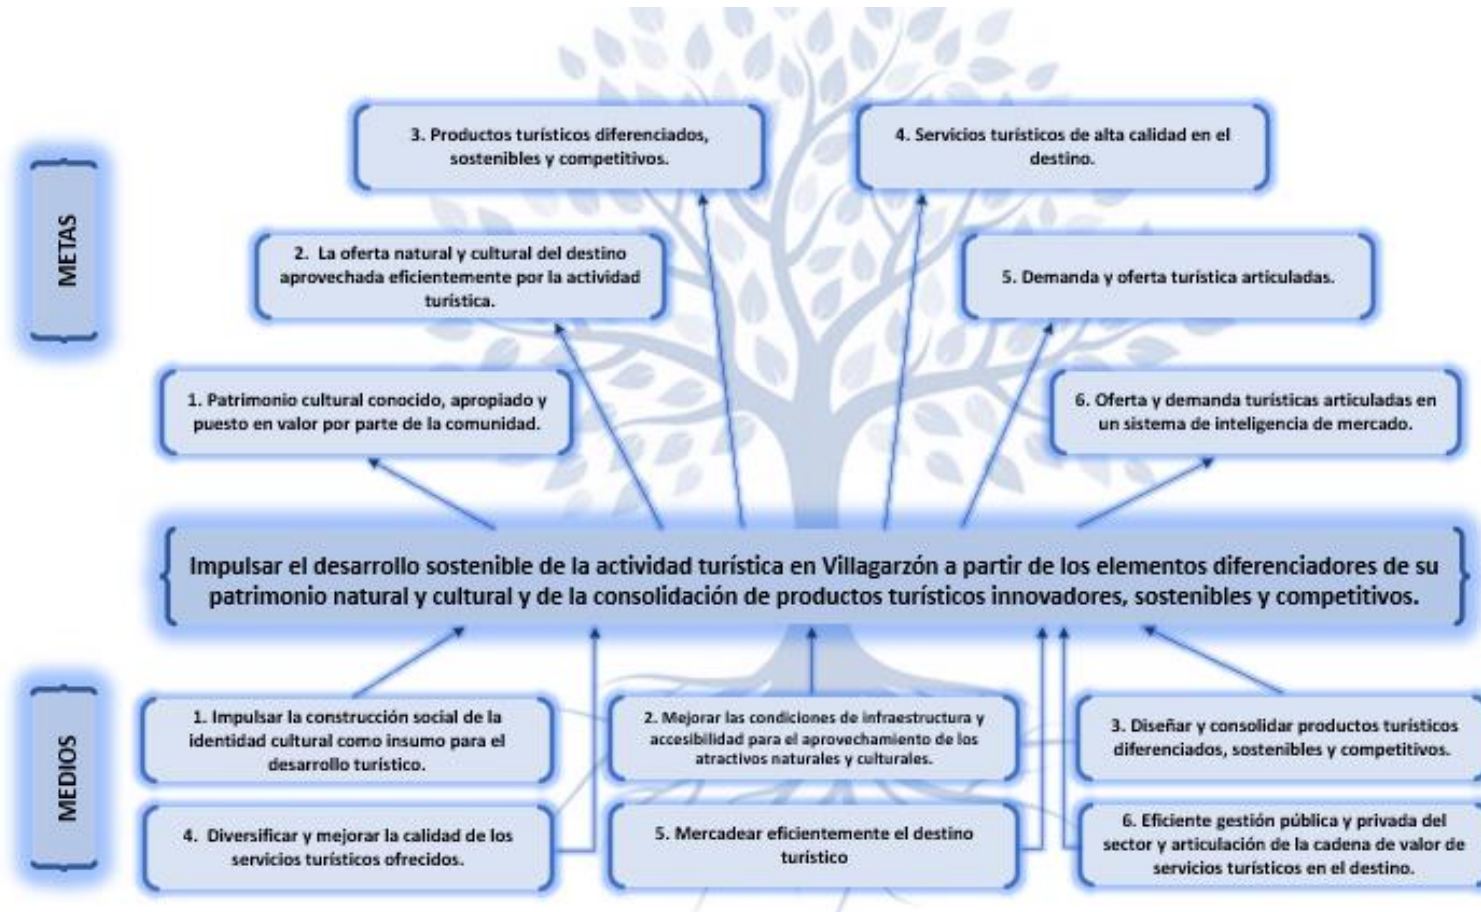 METAS
3. Productos turísticos diferenciados,
sostenibles y competitivos.
4. Servicios turísticos de alta calidad en el
destino.
2. La oferta natural y cultural del destino
aprovechada eficientemente por la actividad
turística.
5. Demanda y oferta turística articuladas.
1. Patrimonio cultural conocido, apropiado y
puesto en valor por parte de la comunidad.
6. Oferta y demanda turísticas articuladas en
un sistema de inteligencia de mercado.
Impulsar el desarrollo sostenible de la actividad turística en Villagarzón a partir de los elementos diferenciadores de su
patrimonio natural y cultural y de la consolidación de productos turísticos innovadores, sostenibles y competitivos.
MEDIOS
1. Impulsar la construcción social de la
identidad cultural como insumo para el
desarrollo turístico.
2. Mejorar las condiciones de infraestructura y
accesibilidad para el aprovechamiento de los
atractivos naturales y culturales.
3. Diseñar y consolidar productos turísticos
diferenciados, sostenibles y competitivos.
4. Diversificar y mejorar la calidad de los
servicios turísticos ofrecidos.
5. Mercadear eficientemente el destino
turístico
6. Eficiente gestión pública y privada del
sector y articulación de la cadena de valor de
servicios turísticos en el destino.